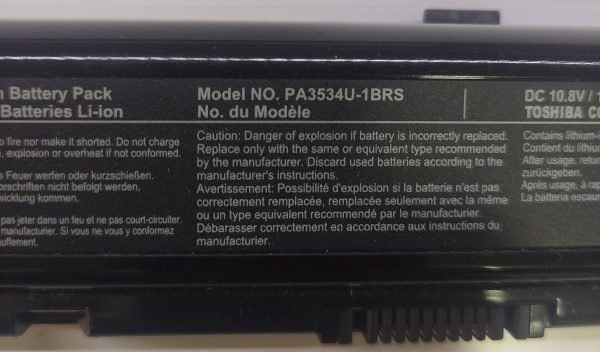 n Battery Pack
Batteries Li-ion
o fire nor make it shorted. Do not charge
, explosion or overheat if not conformed.
s Feuer werfen oder kurzschließen.
orschriften nicht befolgt werden,
wicklung kommen.
pas jeter dans un feu et ne pas court-circuiter.
manufacturier. Si vous ne vous y conformez
auffement.
Model NO. PA3534U-1BRS
No. du Modèle
Caution: Danger of explosion if battery is incorrectly replaced.
Replace only with the same or equivalent type recommended
by the manufacturer. Discard used batteries according to the
manufacturer's instructions.
Avertissement: Possibilité d'explosion si la batterie n'est pas
correctement remplacée, remplacée seulement avec la même
ou un type equivalent recommendé par le manufacturier.
Débarasser correctement en accordance aux instructions du
manufacturier.
DC 10.8V / 1
TOSHIBA CO
Contains lithium-i
Contient du lithiu
After usage, retur
zurückgeben.
Après usage, à rap
La batteria escaur